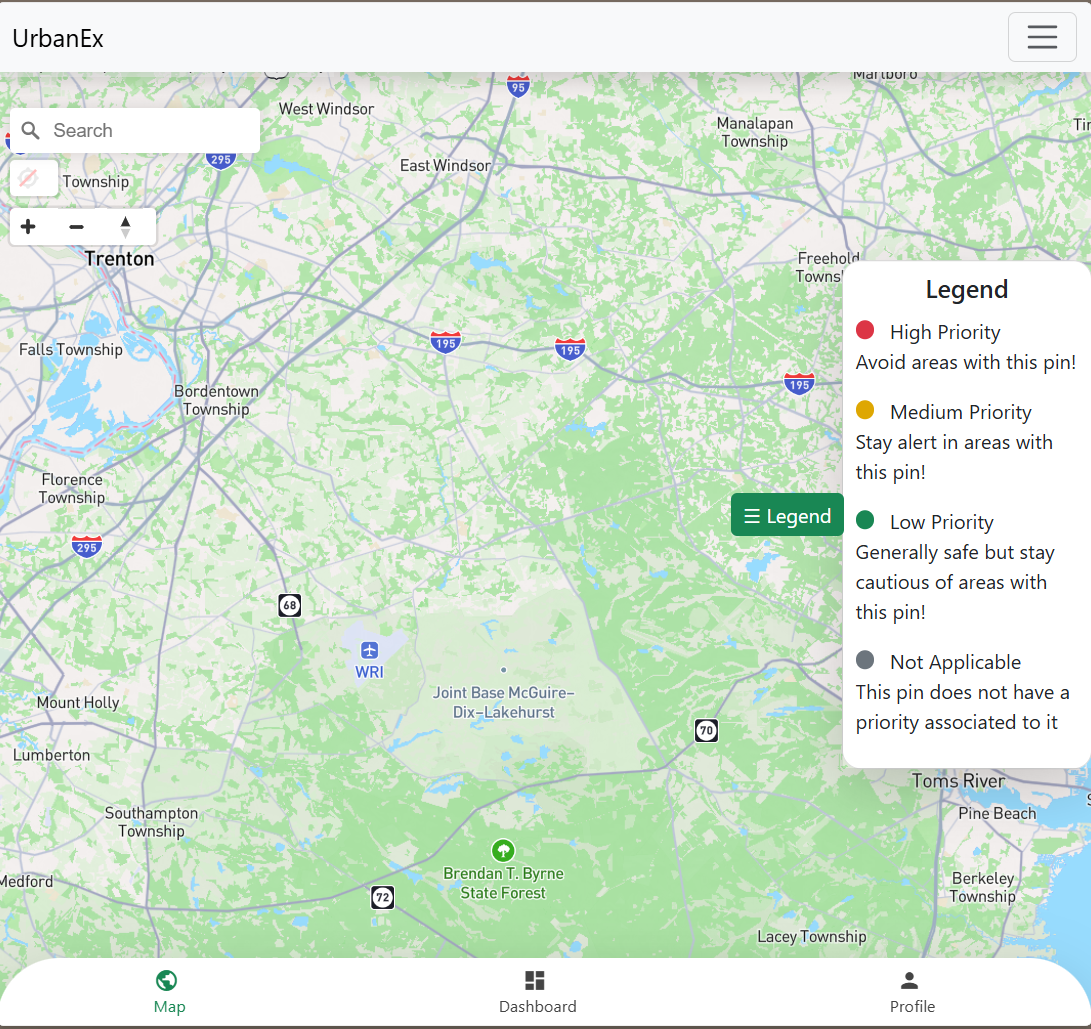 UrbanEx
West Windsor
95
Marlboro
Manalapan
Township
Search
295
East Windsor
Township
Trenton
Freehold
Legend
High Priority
Avoid areas with this pin!
Falls Township
195
195
195
Bordentown
Township
Medium Priority
Stay alert in areas with
this pin!
Florence
Township
☰ Legend
Low Priority
Generally safe but stay
cautious of areas with
this pin!
295
68
WRI
Not Applicable
This pin does not have a
priority associated to it
Joint Base McGuire–
Dix–Lakehurst
Mount Holly
70
Lumberton
Toms River
Pine Beach
Southampton
Township
Brendan T. Byrne
State Forest
Medford
72
Berkeley
Township
Lacey Township
Map
Dashboard
Profile